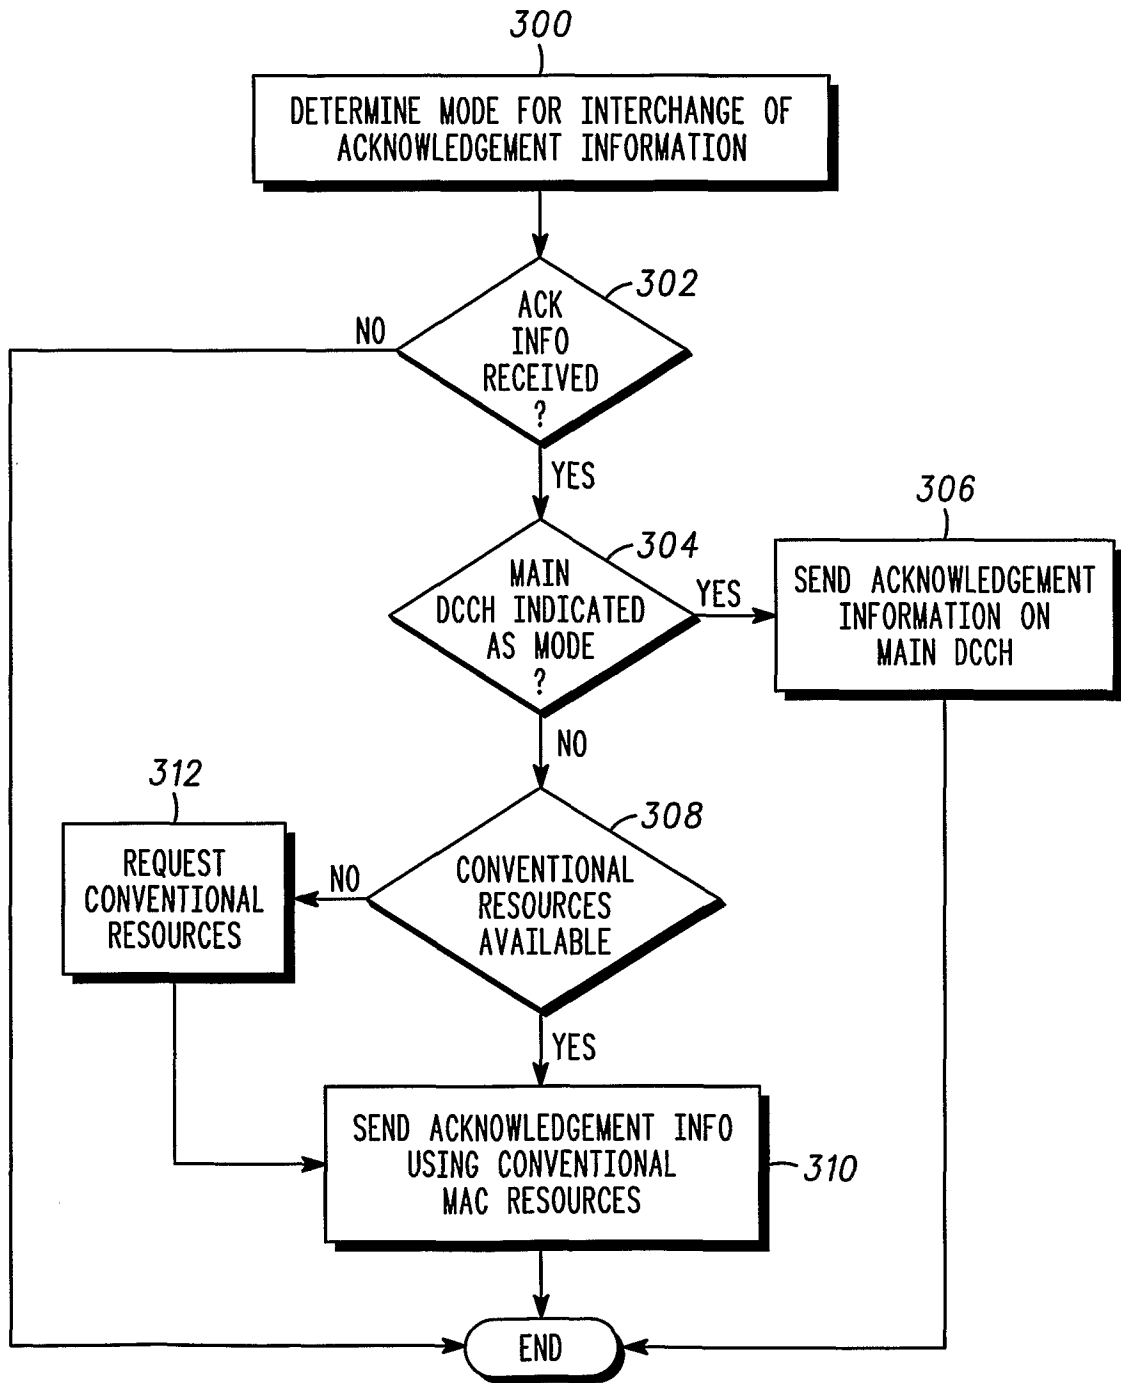 300
DETERMINE MODE FOR INTERCHANGE OF
ACKNOWLEDGEMENT INFORMATION
302
ACK
INFO
RECEIVED
?
NO
YES
304
MAIN
DCCH INDICATED
AS MODE
?
YES
306
SEND ACKNOWLEDGEMENT
INFORMATION ON
MAIN DCCH
NO
308
CONVENTIONAL
RESOURCES
AVAILABLE
NO
312
REQUEST
CONVENTIONAL
RESOURCES
YES
SEND ACKNOWLEDGEMENT INFO
USING CONVENTIONAL
MAC RESOURCES
310
END